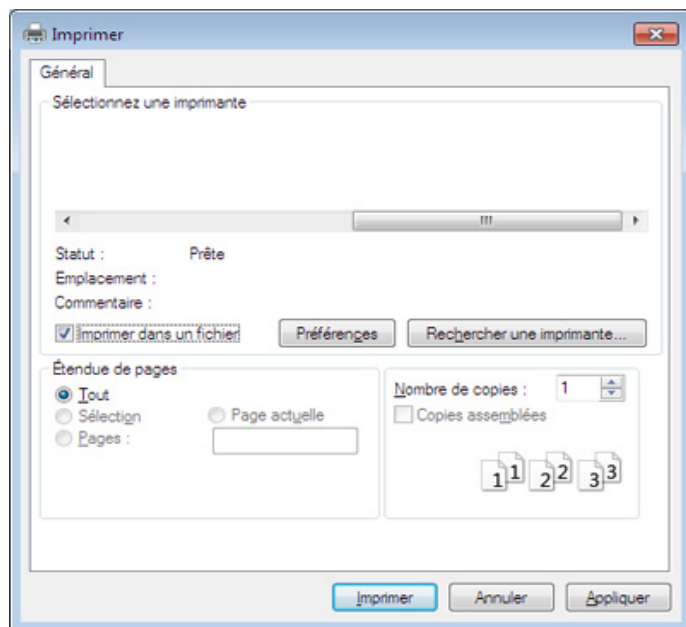 Imprimer
Général
Sélectionnez une imprimante
Statut : Prête
Emplacement :
Commentaire :
Imprimer dans un fichier Préférences Rechercher une imprimante...
Étendue de pages
Tout
Sélection Page actuelle
Pages :
Nombre de copies : 1
Copies assemblées
1 1 2 2 3 3
Imprimer Annuler Appliquer